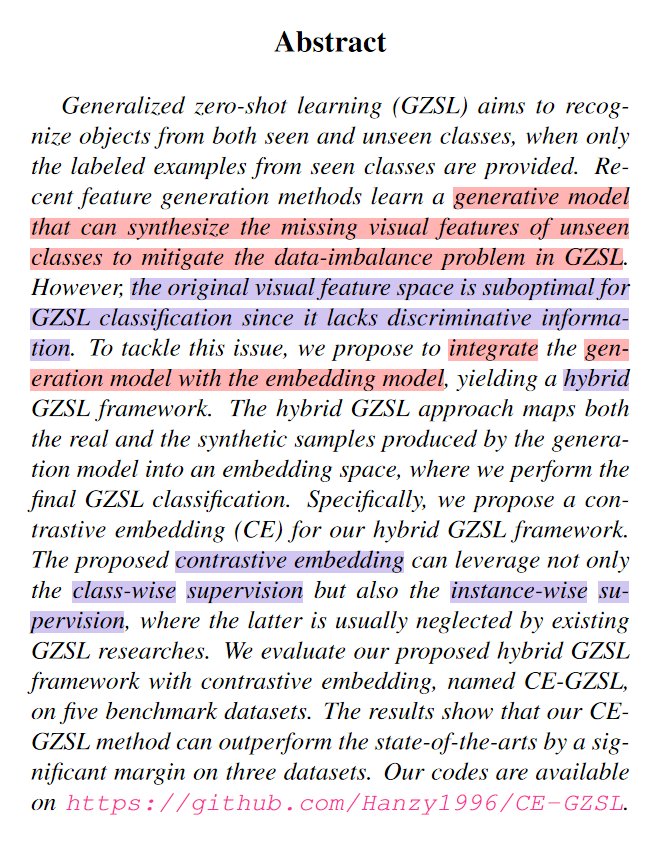 Abstract
Generalized zero-shot learning (GZSL) aims to recog-
nize objects from both seen and unseen classes, when only
the labeled examples from seen classes are provided. Re-
cent feature generation methods learn a generative model
that can synthesize the missing visual features of unseen
classes to mitigate the data-imbalance problem in GZSL.
However, the original visual feature space is suboptimal for
GZSL classification since it lacks discriminative informa-
tion. To tackle this issue, we propose to integrate the gen-
eration model with the embedding model, yielding a hybrid
GZSL framework. The hybrid GZSL approach maps both
the real and the synthetic samples produced by the genera-
tion model into an embedding space, where we perform the
final GZSL classification. Specifically, we propose a con-
trastive embedding (CE) for our hybrid GZSL framework.
The proposed contrastive embedding can leverage not only
the class-wise supervision but also the instance-wise su-
pervision, where the latter is usually neglected by existing
GZSL researches. We evaluate our proposed hybrid GZSL
framework with contrastive embedding, named CE-GZSL,
on five benchmark datasets. The results show that our CE-
GZSL method can outperform the state-of-the-arts by a sig-
nificant margin on three datasets. Our codes are available
on https://github.com/Hanzy1996/CE-GZSL.